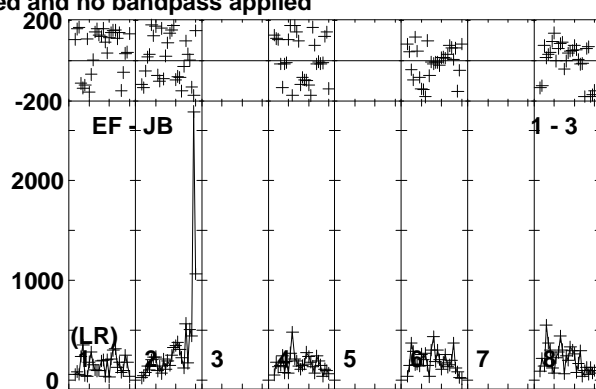 ed and no bandpass applied
200
-200
EF - JB 1 - 3
2000
1000
(LR)
1 2 3 4 5 6 7 8
0